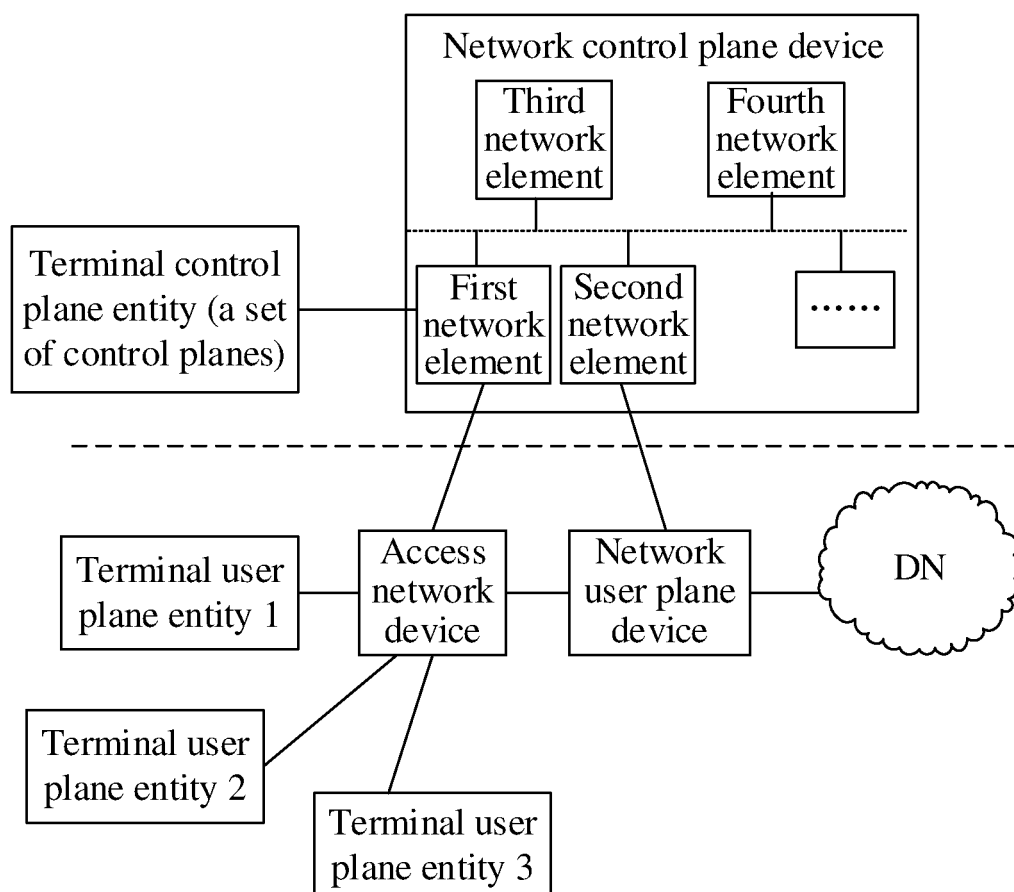 Network control plane device
Third
network
element
Fourth
network
element
Terminal control
plane entity (a set
of control planes)
First
network
element
Second
network
element
……
Terminal user
plane entity 1
Access
network
device
Network
user plane
device
DN
Terminal user
plane entity 2
Terminal user
plane entity 3